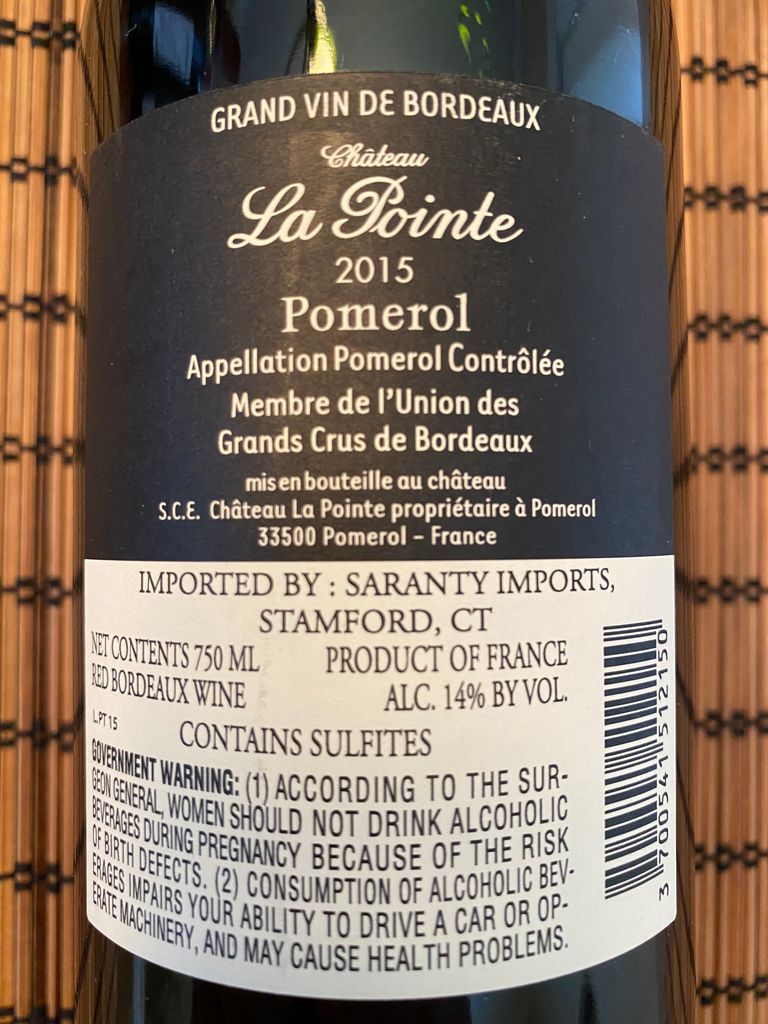 GRAND VIN DE BORDEAUX
Château
La Pointe
2015
Pomerol
Appellation Pomerol Contrôlée
Membre de l'Union des
Grands Crus de Bordeaux
mis en bouteille au château
S.C.E. Château La Pointe propriétaire à Pomerol
33500 Pomerol – France
IMPORTED BY : SARANTY IMPORTS,
STAMFORD, CT
NET CONTENTS 750 ML
RED BORDEAUX WINE
PRODUCT OF FRANCE
ALC. 14% BY VOL.
L.PT15
CONTAINS SULFITES
GOVERNMENT WARNING: (1) ACCORDING TO THE SUR-
GEON GENERAL, WOMEN SHOULD NOT DRINK ALCOHOLIC
BEVERAGES DURING PREGNANCY BECAUSE OF THE RISK
OF BIRTH DEFECTS. (2) CONSUMPTION OF ALCOHOLIC BEV-
ERAGES IMPAIRS YOUR ABILITY TO DRIVE A CAR OR OP-
ERATE MACHINERY, AND MAY CAUSE HEALTH PROBLEMS.
3 700541 512150